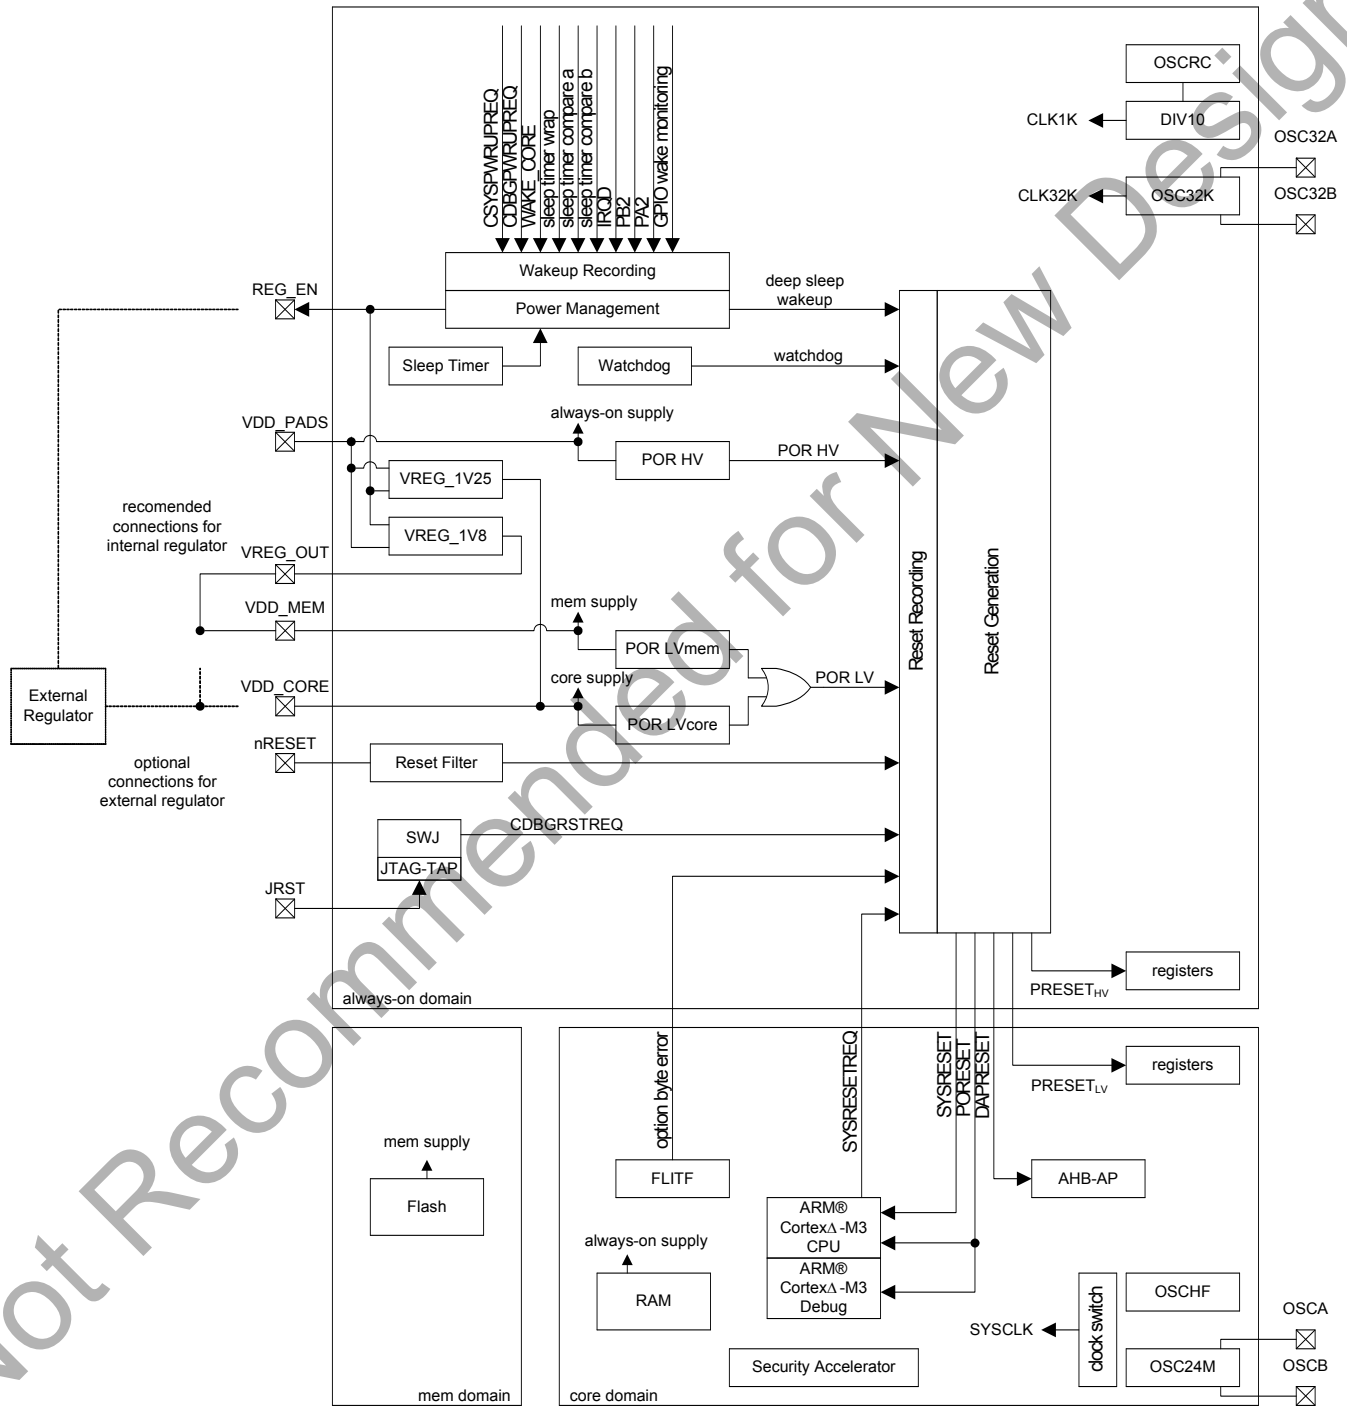 CSYSPWRUPREQ
CDBGPWRUPREQ
WAKE_CORE
sleep timer wrap
sleep timer compare a
sleep timer compare b
IRQD
PB2
PA2
GPIO wake monitoring
OSCRC
CLK1K
DIV10
OSC32A
CLK32K
OSC32K
OSC32B
Wakeup Recording
Power Management
REG_EN
deep sleep
wakeup
Sleep Timer
Watchdog
watchdog
VDD_PADS
always-on supply
POR HV
POR HV
VREG_1V25
VREG_1V8
recomended
connections for
internal regulator
VREG_OUT
VDD_MEM
mem supply
POR LVmem
Reset Recording
Reset Generation
External
Regulator
VDD_CORE
core supply
POR LVcore
POR LV
nRESET
Reset Filter
optional
connections for
external regulator
SWJ
JTAG-TAP
CDBGRSTREQ
JRST
registers
PRESETHV
always-on domain
option byte error
SYSRESETREQ
SYSRESET
PORESET
DAPRESET
registers
PRESETLV
mem supply
Flash
FLITF
AHB-AP
ARM®
CortexΔ-M3
CPU
ARM®
CortexΔ-M3
Debug
always-on supply
RAM
SYSCLK
clock switch
OSCHF
OSC24M
OSCA
OSCB
Security Accelerator
mem domain
core domain
Not Recommended for New Design